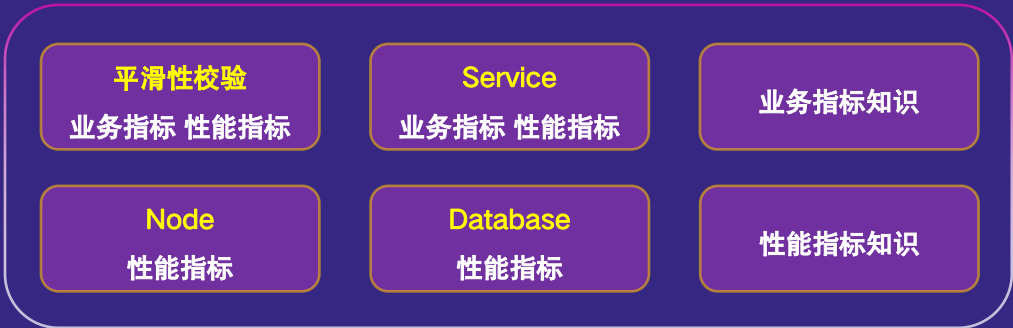 平滑性校验
业务指标 性能指标
Service
业务指标 性能指标
业务指标知识
Node
性能指标
Database
性能指标
性能指标知识